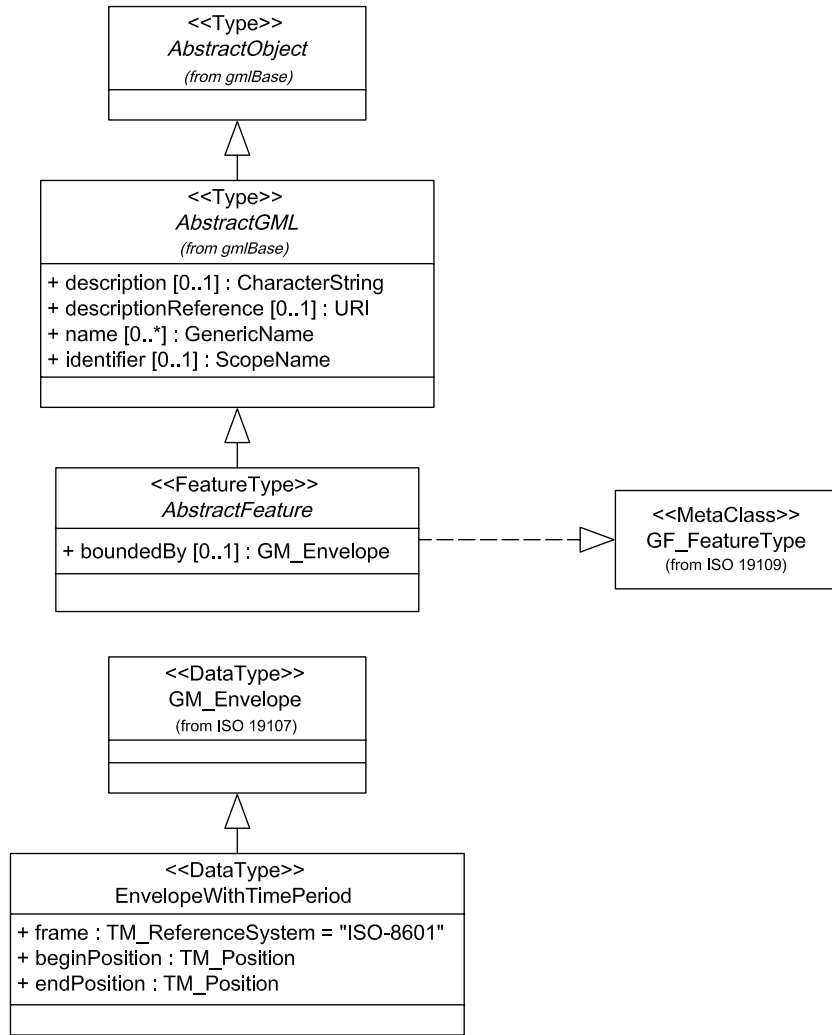 <<Type>>
AbstractObject
(from gmlBase)
<<Type>>
AbstractGML
(from gmlBase)
+ description [0..1] : CharacterString
+ descriptionReference [0..1] : URI
+ name [0..*] : GenericName
+ identifier [0..1] : ScopeName
<<FeatureType>>
AbstractFeature
+ boundedBy [0..1] : GM_Envelope
<<MetaClass>>
GF_FeatureType
(from ISO 19109)
<<DataType>>
GM_Envelope
(from ISO 19107)
<<DataType>>
EnvelopeWithTimePeriod
+ frame : TM_ReferenceSystem = "ISO-8601"
+ beginPosition : TM_Position
+ endPosition : TM_Position